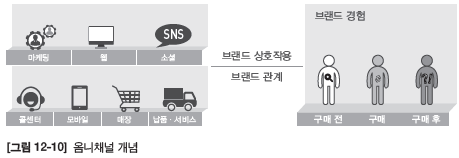 SNS
마케팅 웹 소셜
콜센터 모바일 매장 납품·서비스
브랜드 상호작용
브랜드 관계
브랜드 경험
구매 전 구매 구매 후
[그림 12-10] 옴니채널 개념